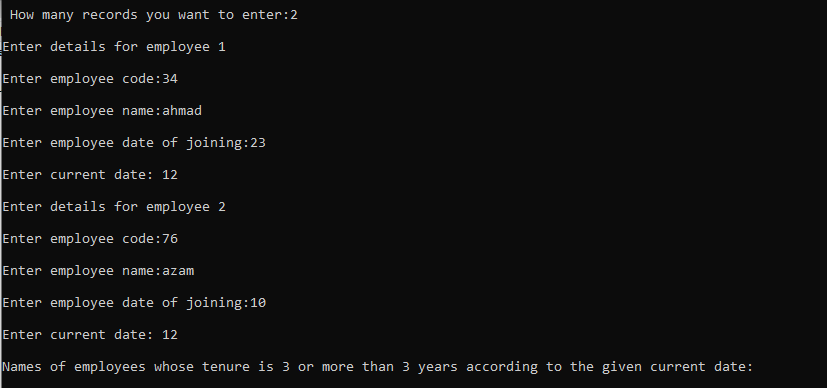 How many records you want to enter:2
Enter details for employee 1
Enter employee code:34
Enter employee name:ahmad
Enter employee date of joining:23
Enter current date: 12
Enter details for employee 2
Enter employee code:76
Enter employee name:azam
Enter employee date of joining:10
Enter current date: 12
Names of employees whose tenure is 3 or more than 3 years according to the given current date: